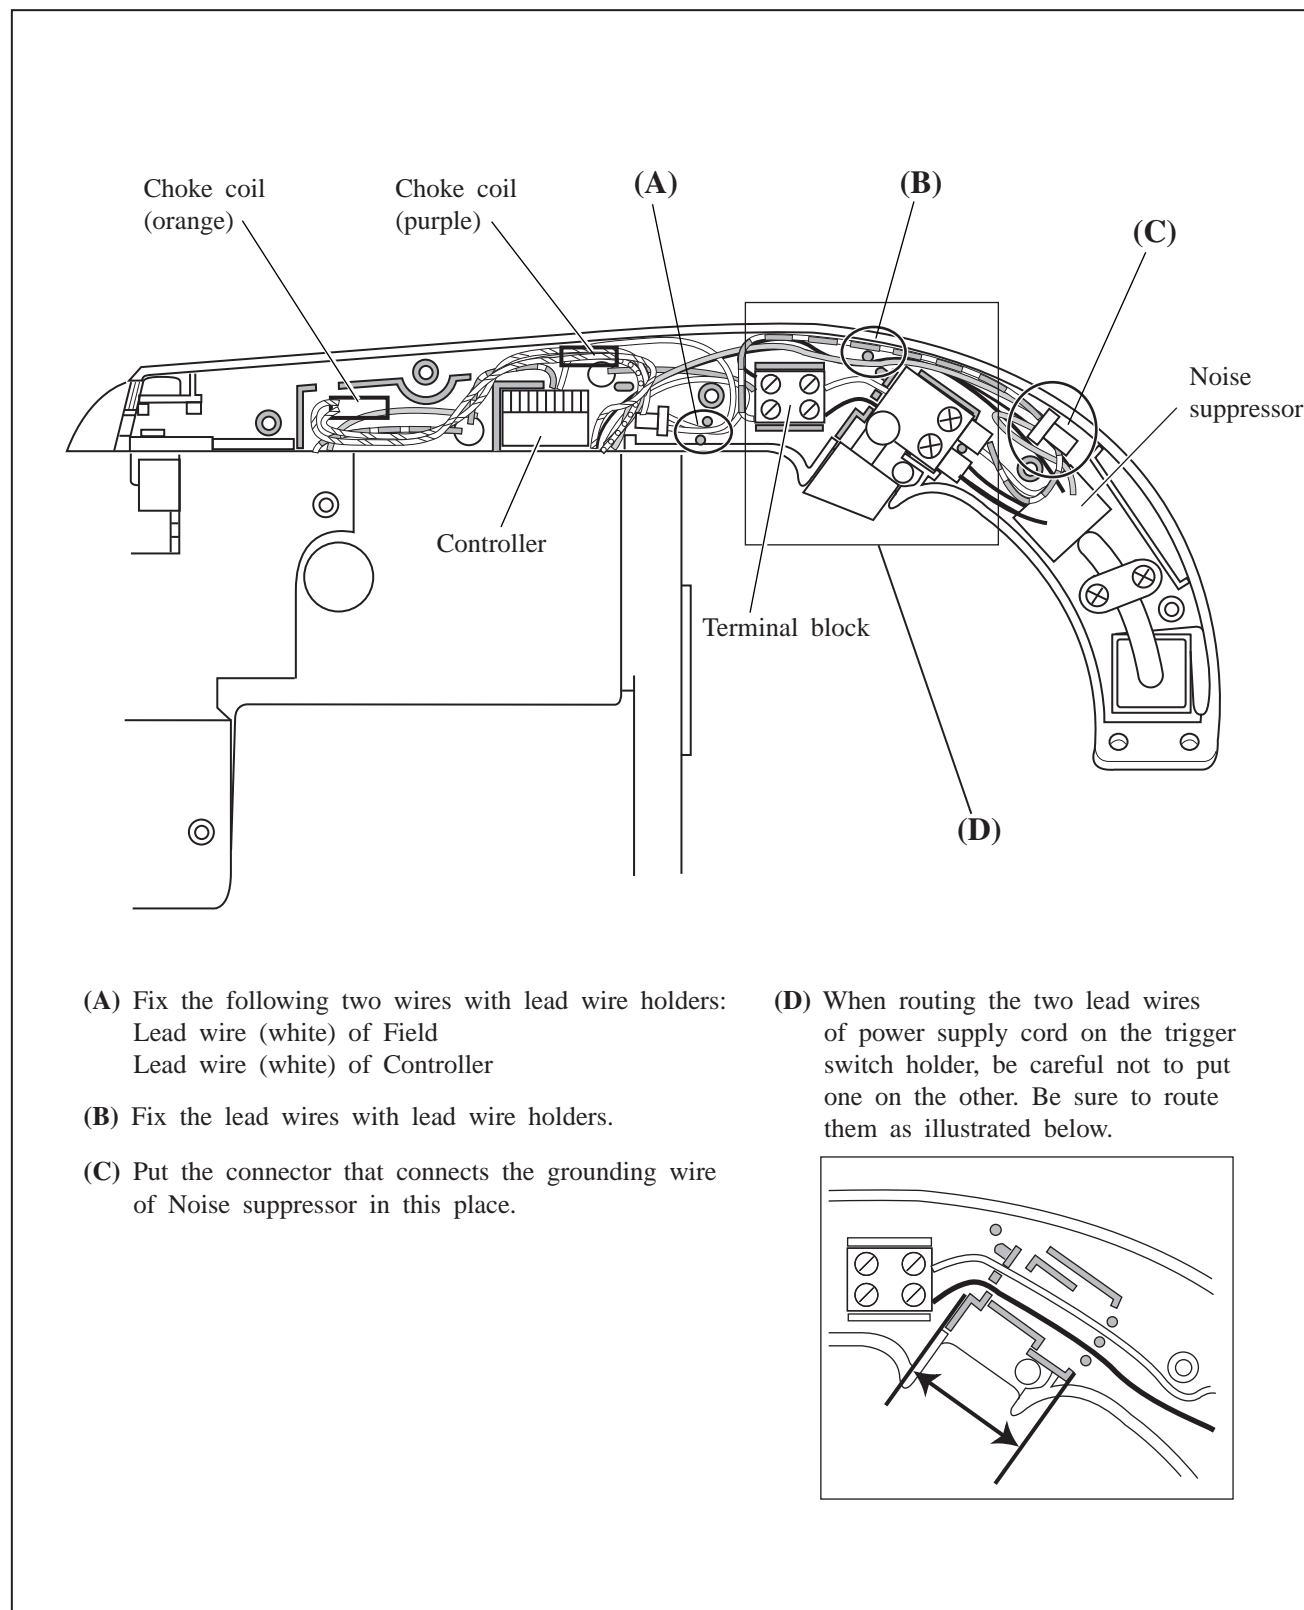 Choke coil
(orange)
Choke coil
(purple)
(A)
(B)
(C)
Noise
suppressor
Controller
Terminal block
(D)
(A) Fix the following two wires with lead wire holders:
Lead wire (white) of Field
Lead wire (white) of Controller
(B) Fix the lead wires with lead wire holders.
(C) Put the connector that connects the grounding wire
of Noise suppressor in this place.
(D) When routing the two lead wires
of power supply cord on the trigger
switch holder, be careful not to put
one on the other. Be sure to route
them as illustrated below.